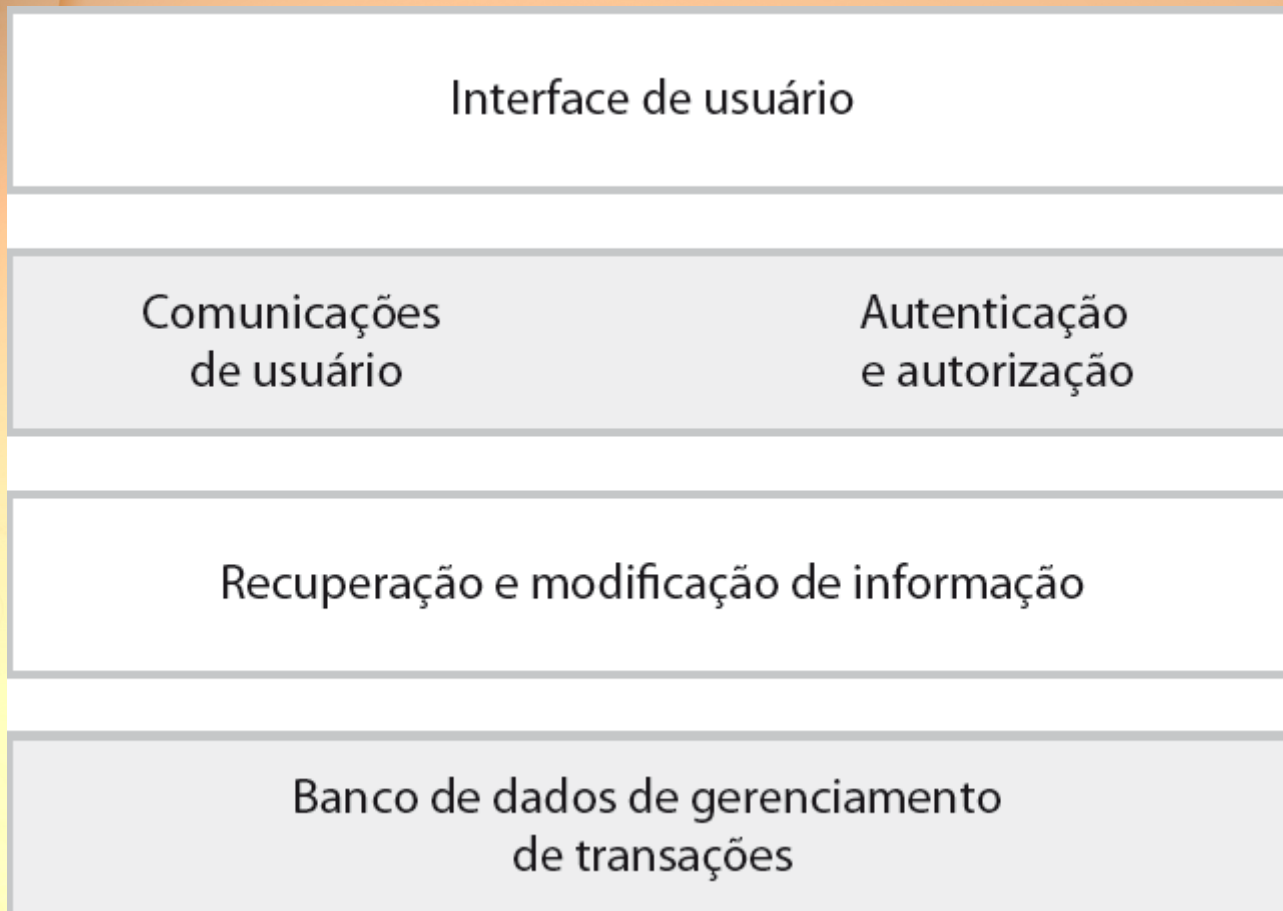 Interface de usuário
Comunicações
de usuário
Autenticação
e autorização
Recuperação e modificação de informação
Banco de dados de gerenciamento
de transações